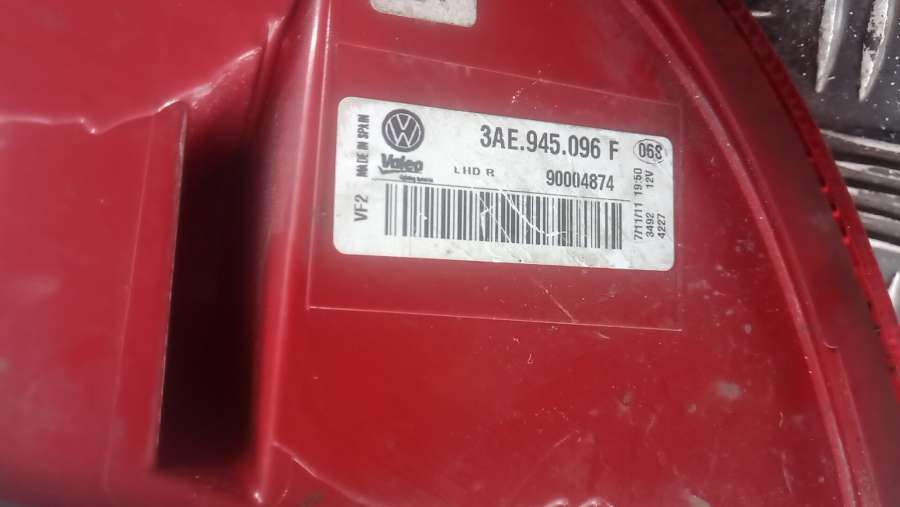 3AE.945.096 F
068
MADE IN SPAIN
Valeo
LHD R
90004874
VF2
7/11/11 19:50
3492 12V
4227